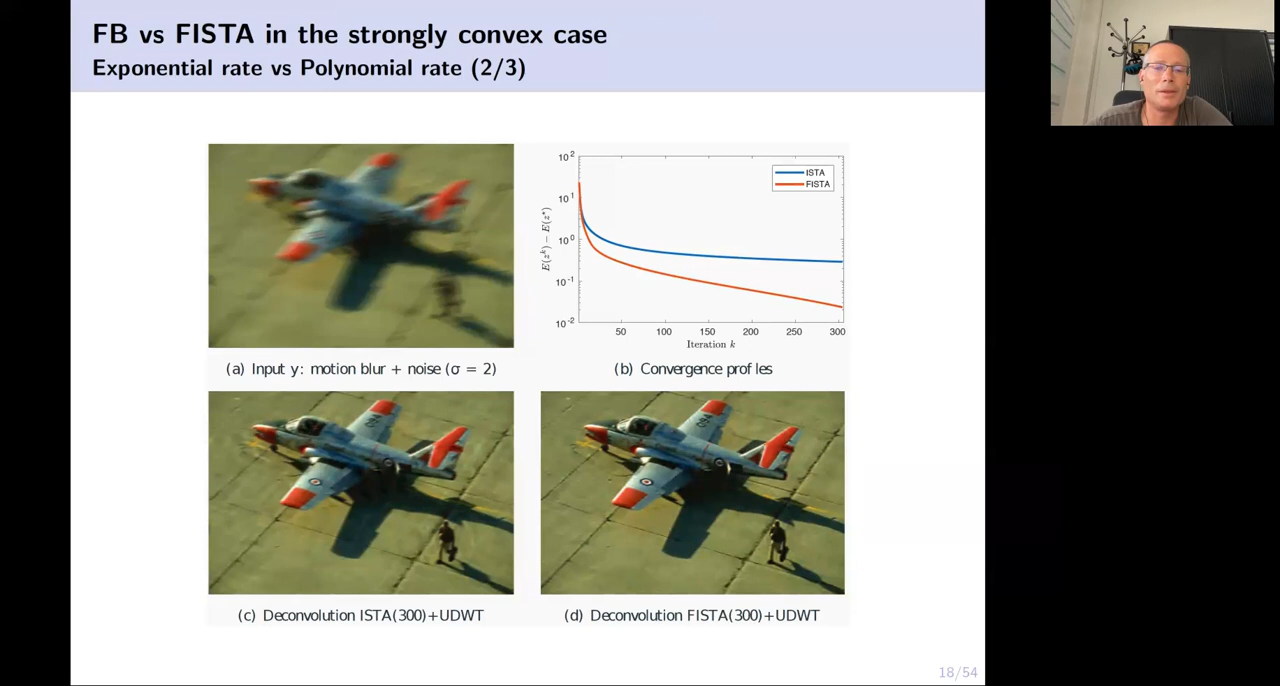 FB vs FISTA in the strongly convex case
Exponential rate vs Polynomial rate (2/3)
10^2
10^1
10^0
10^-1
10^-2
E(z^k) − E(z*)
ISTA
FISTA
50 100 150 200 250 300
Iteration k
(a) Input y: motion blur + noise (σ = 2)
(b) Convergence prof les
094
094
(c) Deconvolution ISTA(300)+UDWT
(d) Deconvolution FISTA(300)+UDWT
18/54